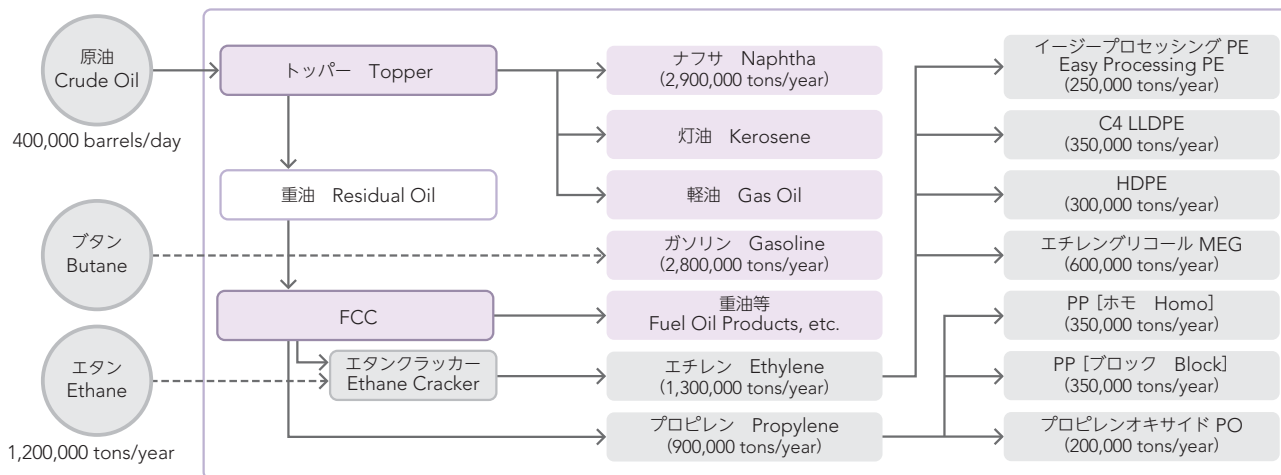 原油
Crude Oil
400,000 barrels/day
ブタン
Butane
エタン
Ethane
1,200,000 tons/year
トッパー Topper
重油 Residual Oil
FCC
エタンクラッカー
Ethane Cracker
ナフサ Naphtha
(2,900,000 tons/year)
灯油 Kerosene
軽油 Gas Oil
ガソリン Gasoline
(2,800,000 tons/year)
重油等
Fuel Oil Products, etc.
エチレン Ethylene
(1,300,000 tons/year)
プロピレン Propylene
(900,000 tons/year)
イージープロセッシング PE
Easy Processing PE
(250,000 tons/year)
C4 LLDPE
(350,000 tons/year)
HDPE
(300,000 tons/year)
エチレングリコール MEG
(600,000 tons/year)
PP [ホモ Homo]
(350,000 tons/year)
PP [ブロック Block]
(350,000 tons/year)
プロピレンオキサイド PO
(200,000 tons/year)